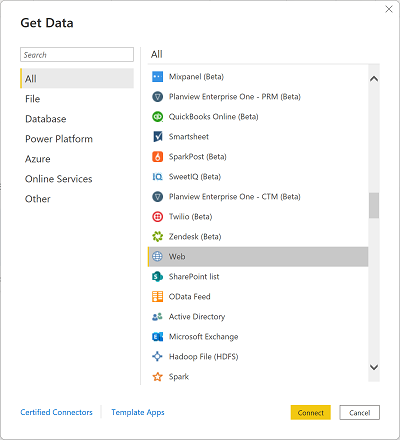 Get Data
Search
All
File
Database
Power Platform
Azure
Online Services
Other
All
Mixpanel (Beta)
Planview Enterprise One - PRM (Beta)
QuickBooks Online (Beta)
Smartsheet
SparkPost (Beta)
SweetIQ (Beta)
Planview Enterprise One - CTM (Beta)
Twilio (Beta)
Zendesk (Beta)
Web
SharePoint list
OData Feed
Active Directory
Microsoft Exchange
Hadoop File (HDFS)
Spark
Certified Connectors
Template Apps
Connect
Cancel